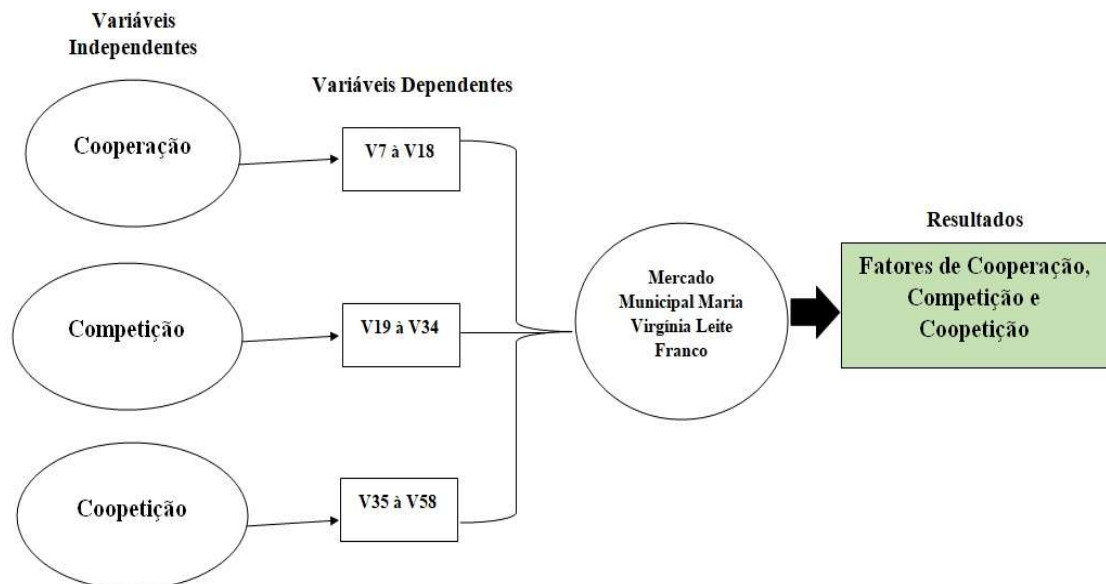 Variáveis
Independentes
Variáveis Dependentes
Cooperação
V7 à V18
Competição
V19 à V34
Coopetição
V35 à V58
Mercado
Municipal Maria
Virgínia Leite
Franco
Resultados
Fatores de Cooperação,
Competição e
Coopetição